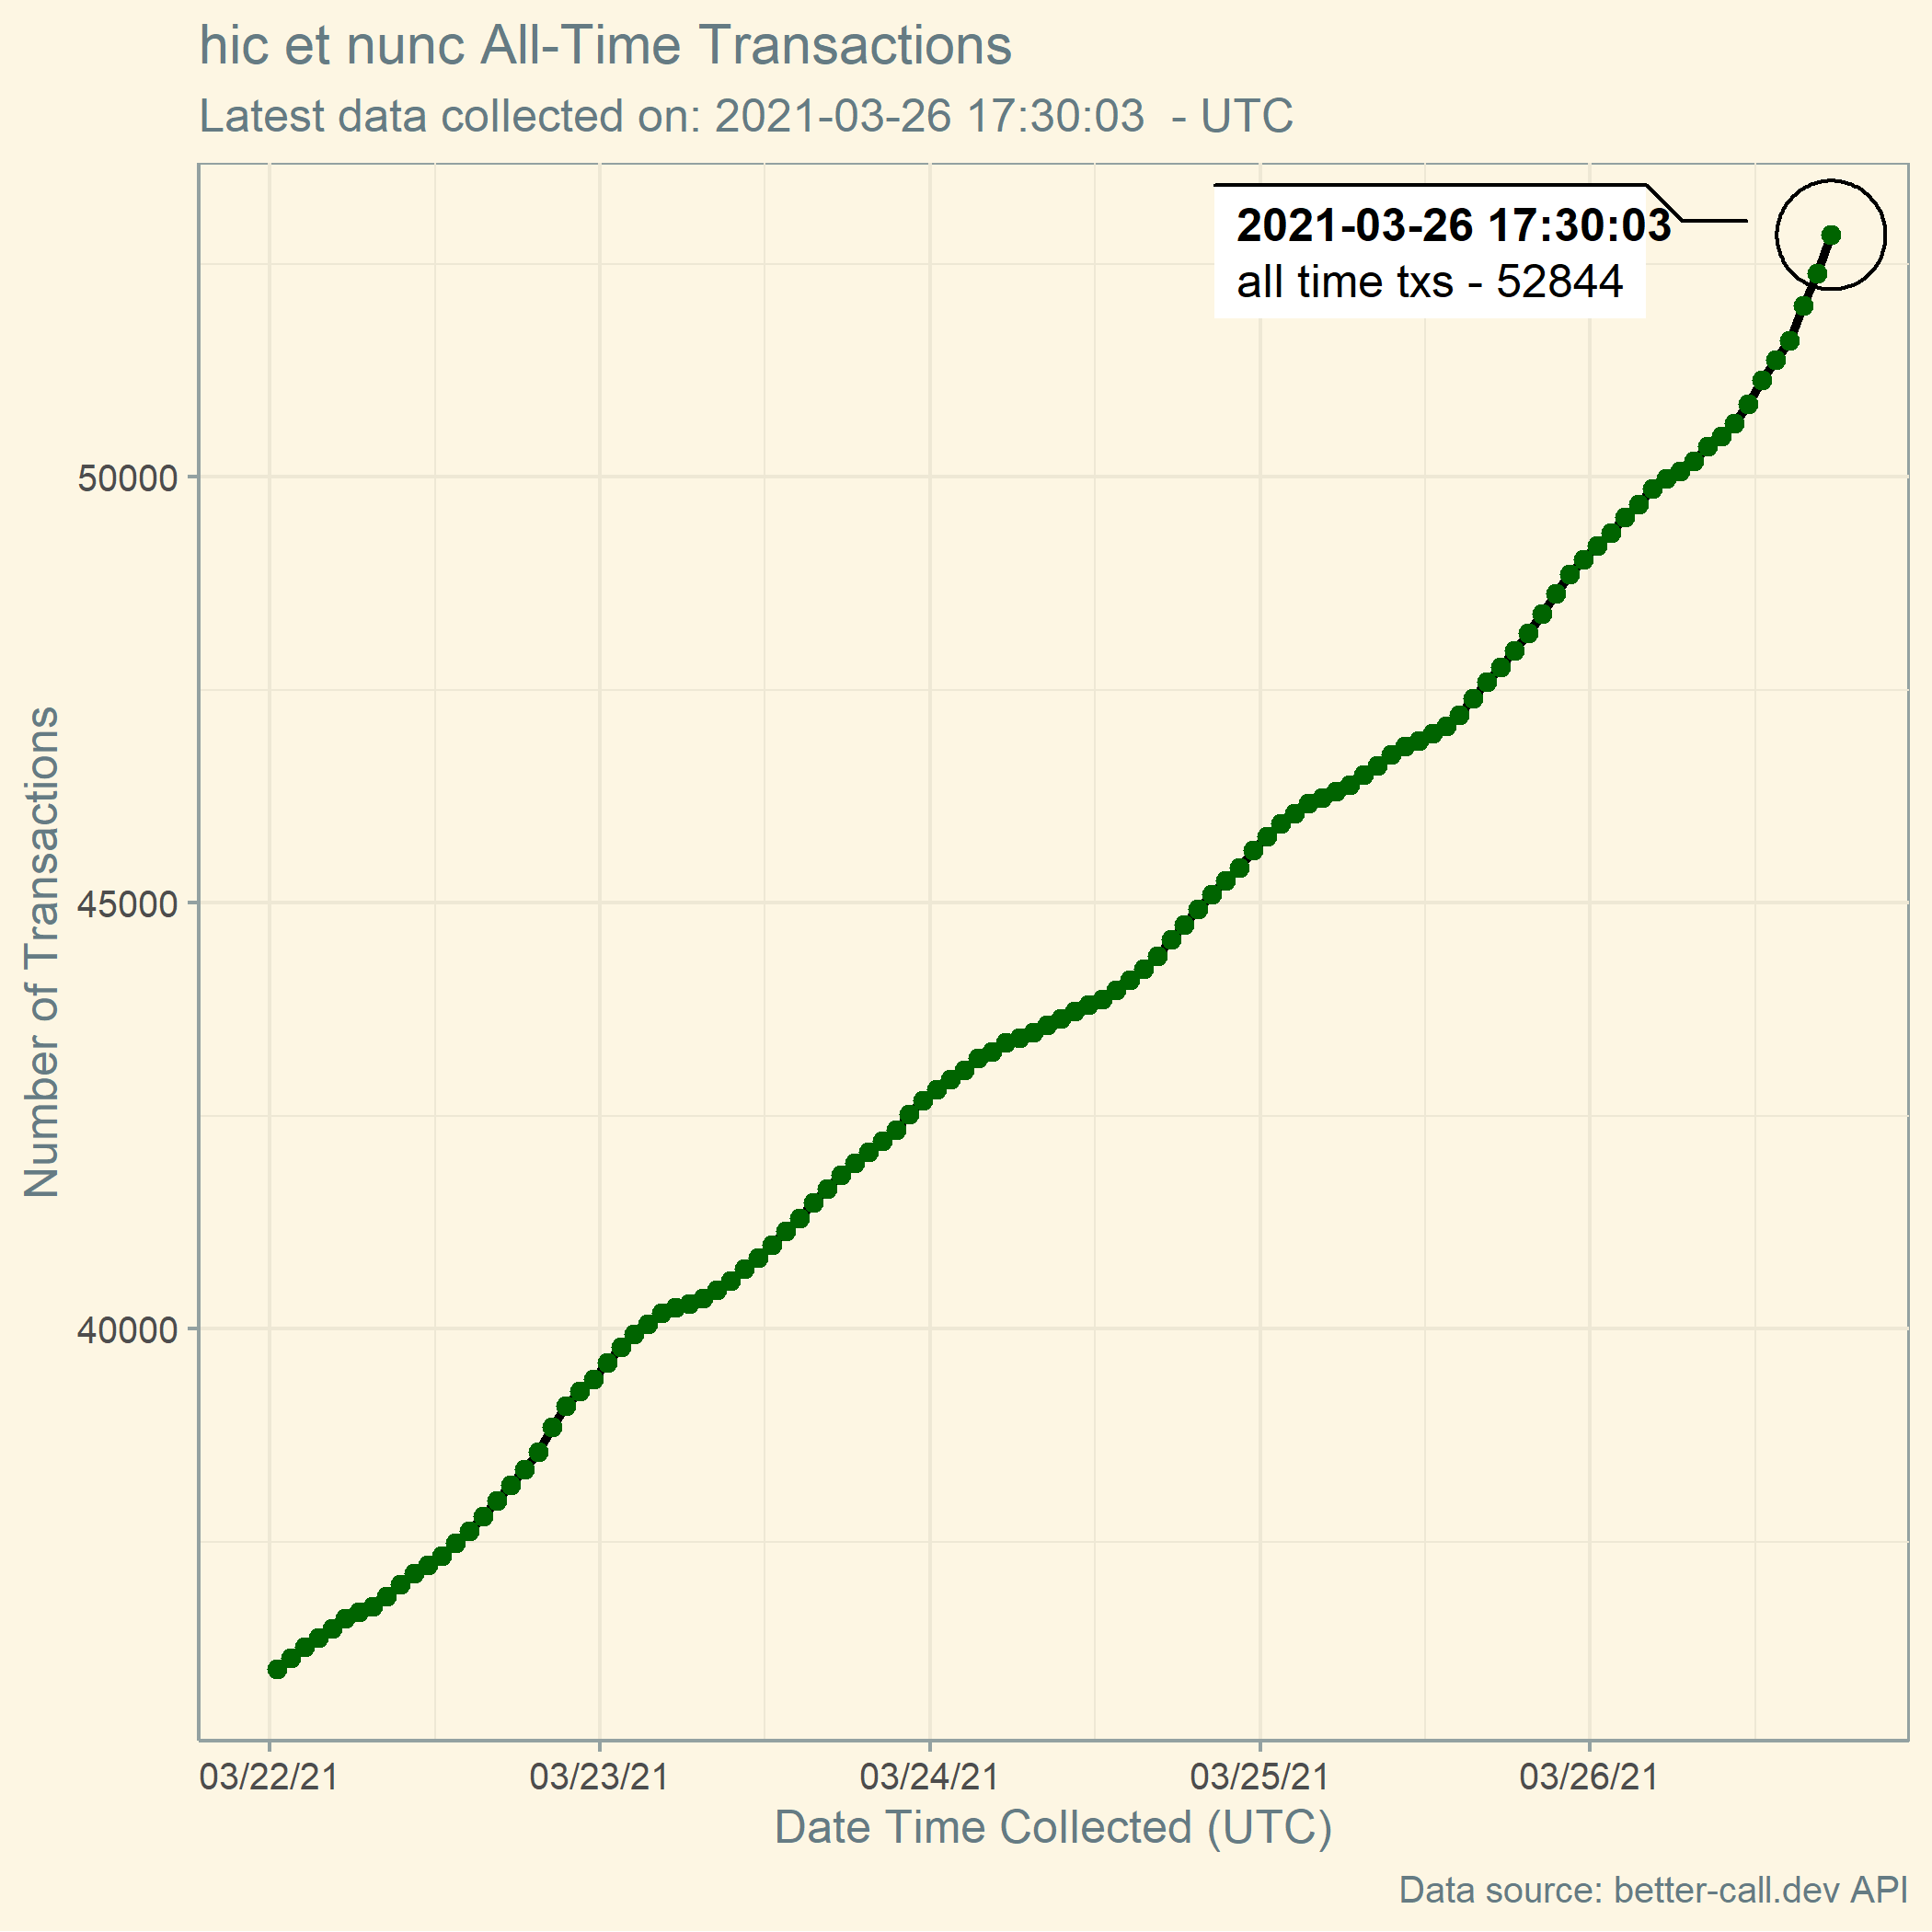 hic et nunc All-Time Transactions
Latest data collected on: 2021-03-26 17:30:03  - UTC
2021-03-26 17:30:03
all time txs - 52844
Number of Transactions
50000
45000
40000
03/22/21
03/23/21
03/24/21
03/25/21
03/26/21
Date Time Collected (UTC)
Data source: better-call.dev API